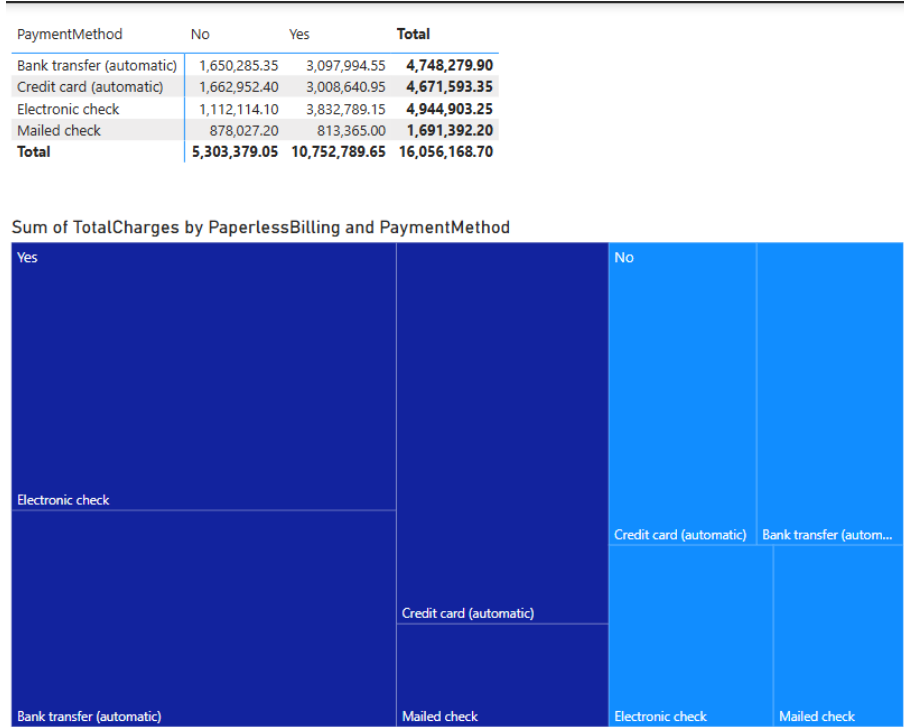 PaymentMethod No Yes Total
Bank transfer (automatic) 1,650,285.35 3,097,994.55 4,748,279.90
Credit card (automatic) 1,662,952.40 3,008,640.95 4,671,593.35
Electronic check 1,112,114.10 3,832,789.15 4,944,903.25
Mailed check 878,027.20 813,365.00 1,691,392.20
Total 5,303,379.05 10,752,789.65 16,056,168.70
Sum of TotalCharges by PaperlessBilling and PaymentMethod
Yes
Electronic check
Bank transfer (automatic)
Credit card (automatic)
Mailed check
No
Credit card (automatic)
Bank transfer (autom...
Electronic check
Mailed check